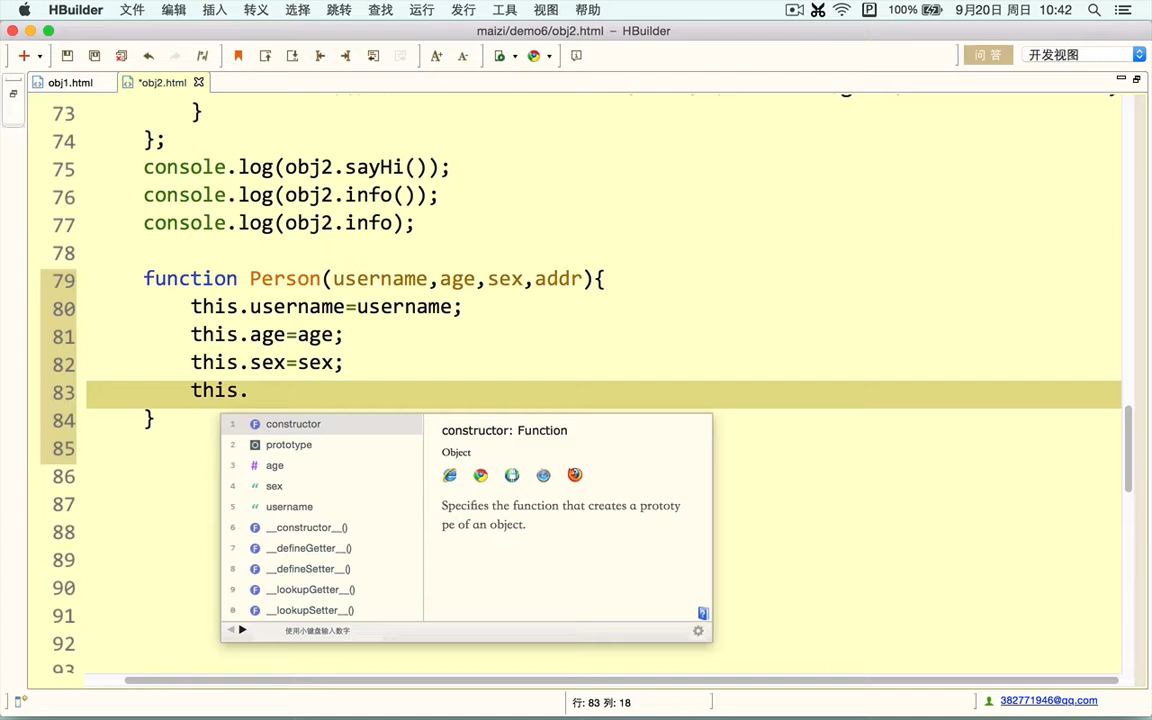 HBuilder 文件 编辑 插入 转义 选择 跳转 查找 运行 发行 工具 视图 帮助 100% 9月20日 周日 10:42
maizi/demo6/obj2.html – HBuilder
问 答 开发视图
obj1.html *obj2.html
73 }
74 };
75 console.log(obj2.sayHi());
76 console.log(obj2.info());
77 console.log(obj2.info);
78
79 function Person(username,age,sex,addr){
80 this.username=username;
81 this.age=age;
82 this.sex=sex;
83 this.
84 }
85
86
87
88
89
90
91
92
93
1 constructor
2 prototype
3 # age
4 sex
5 username
6 __constructor__()
7 __defineGetter__()
8 __defineSetter__()
9 __lookupGetter__()
0 __lookupSetter__()
使用小键盘输入数字
constructor: Function
Object
Specifies the function that creates a prototy
pe of an object.
行: 83 列: 18
382771946@qq.com